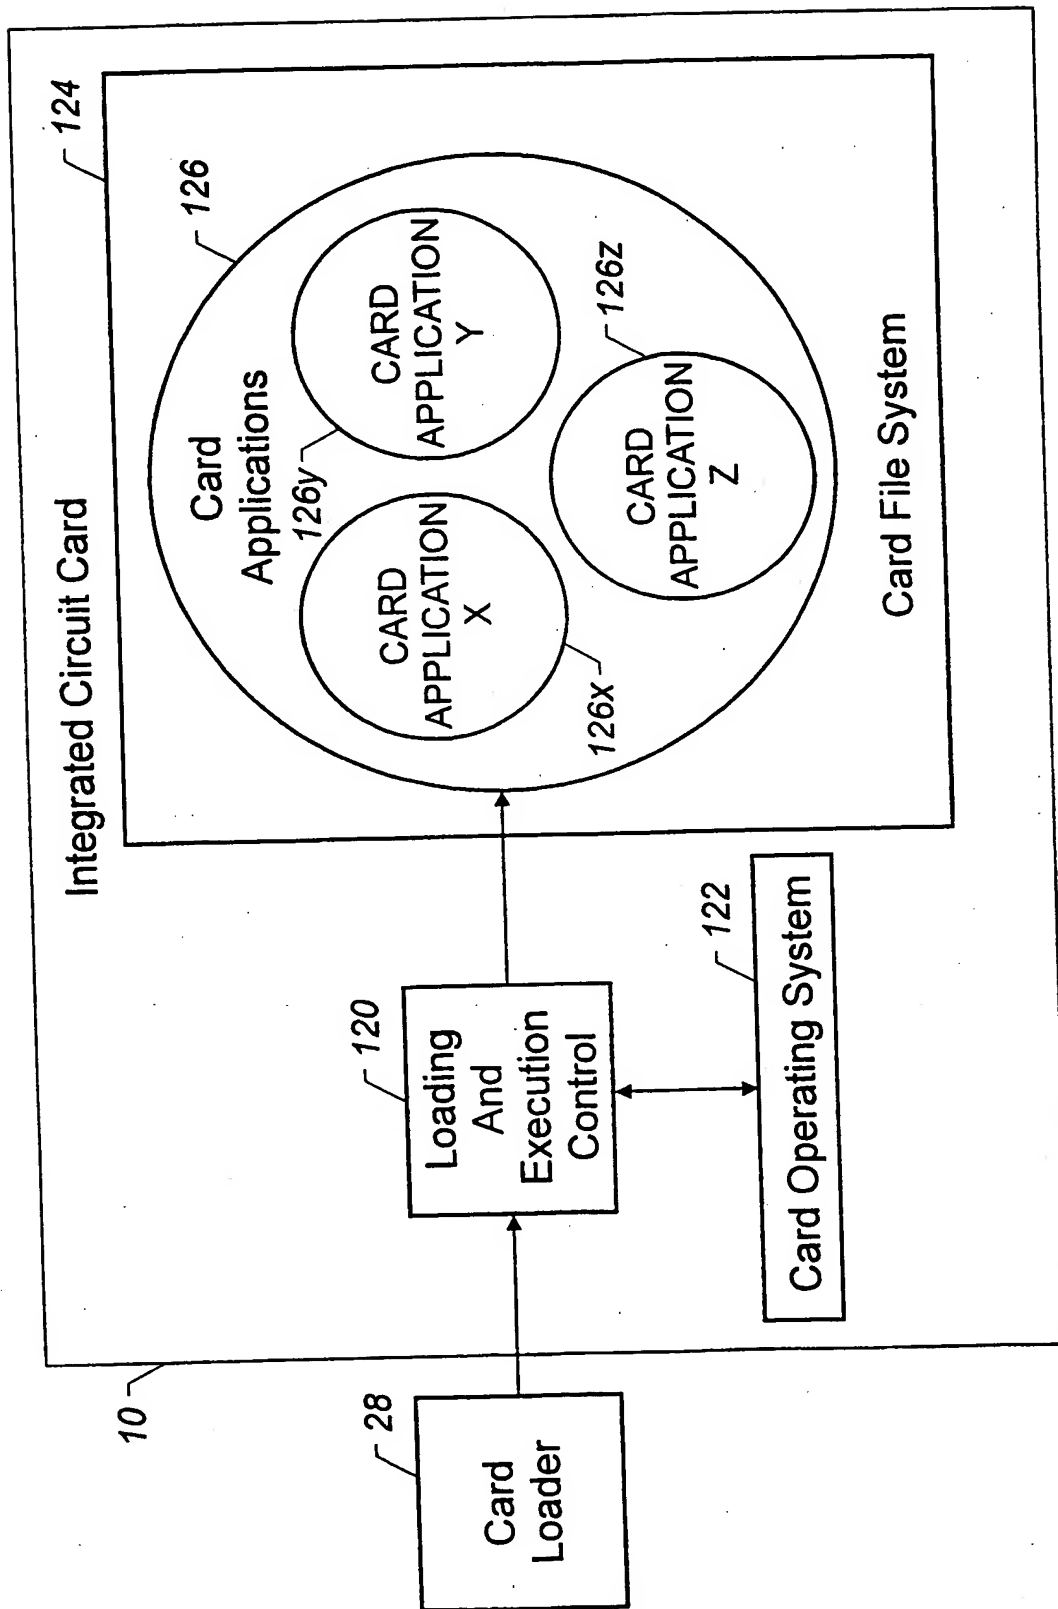 Integrated Circuit Card
124
126
Card
Applications
126y
CARD
APPLICATION
Y
CARD
APPLICATION
X
126x
126z
CARD
APPLICATION
Z
Card File System
120
Loading
And
Execution
Control
122
Card Operating System
10
28
Card
Loader